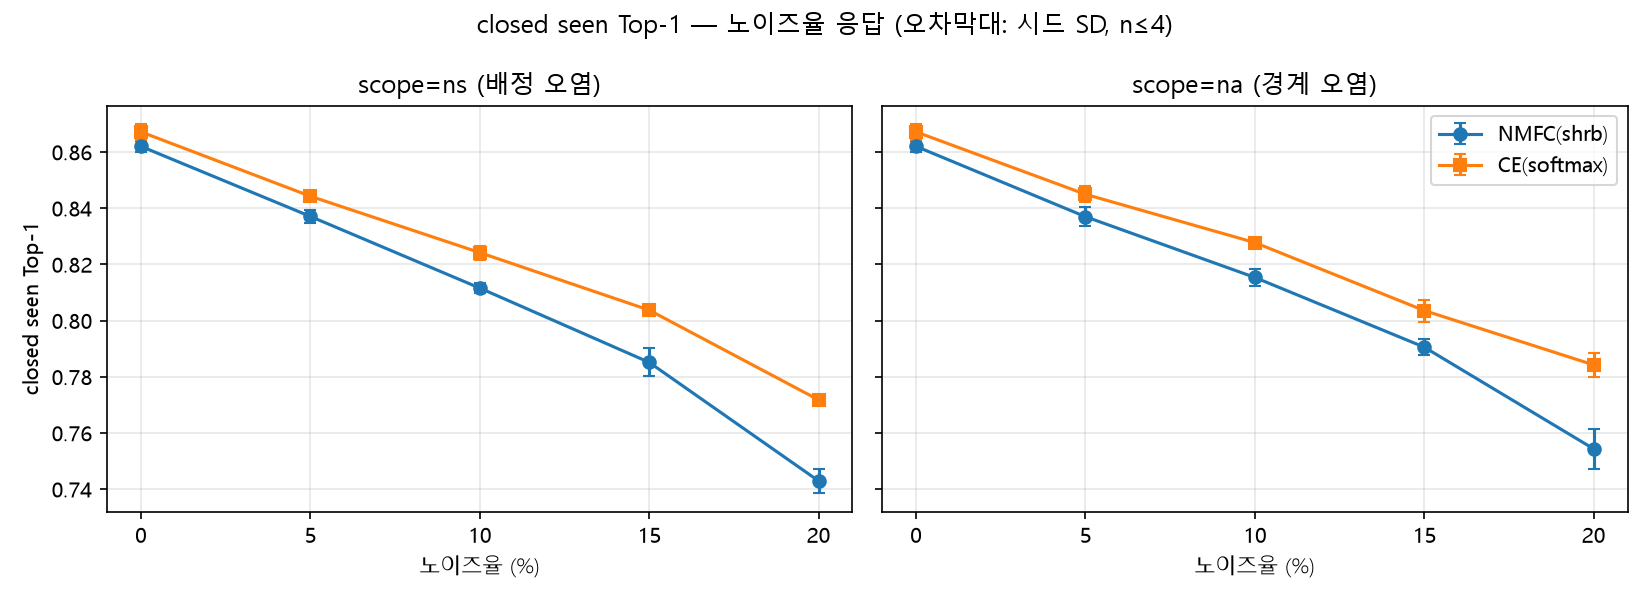 closed seen Top-1 — 노이즈율 응답 (오차막대: 시드 SD, n≤4)
scope=ns (배정 오염)
scope=na (경계 오염)
closed seen Top-1
0.86
0.84
0.82
0.80
0.78
0.76
0.74
NMFC(shrb)
CE(softmax)
0 5 10 15 20
0 5 10 15 20
노이즈율 (%)
노이즈율 (%)